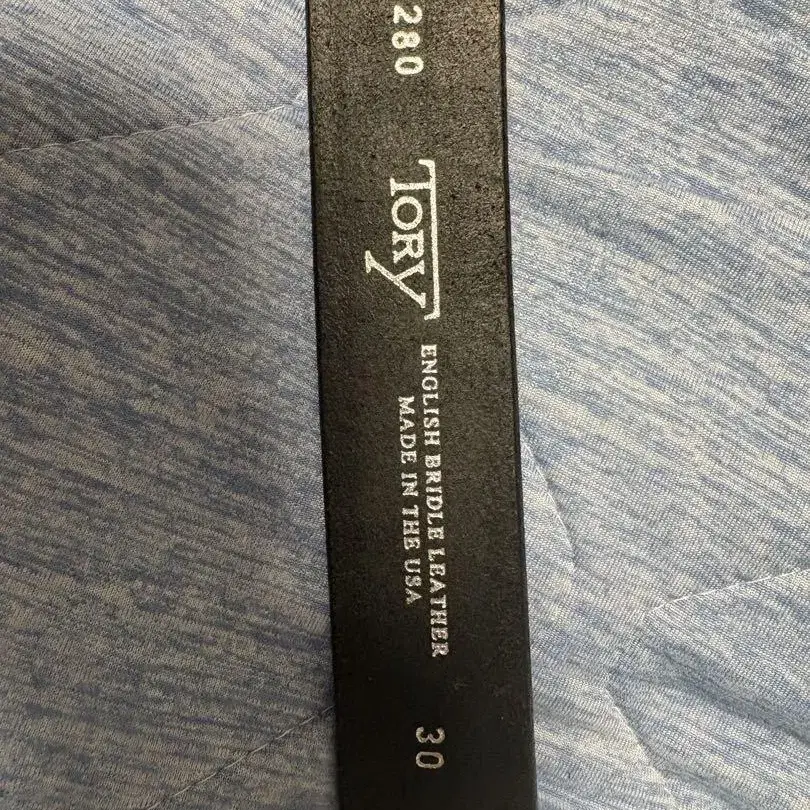 280
TORY
ENGLISH BRIDLE LEATHER
MADE IN THE USA
30